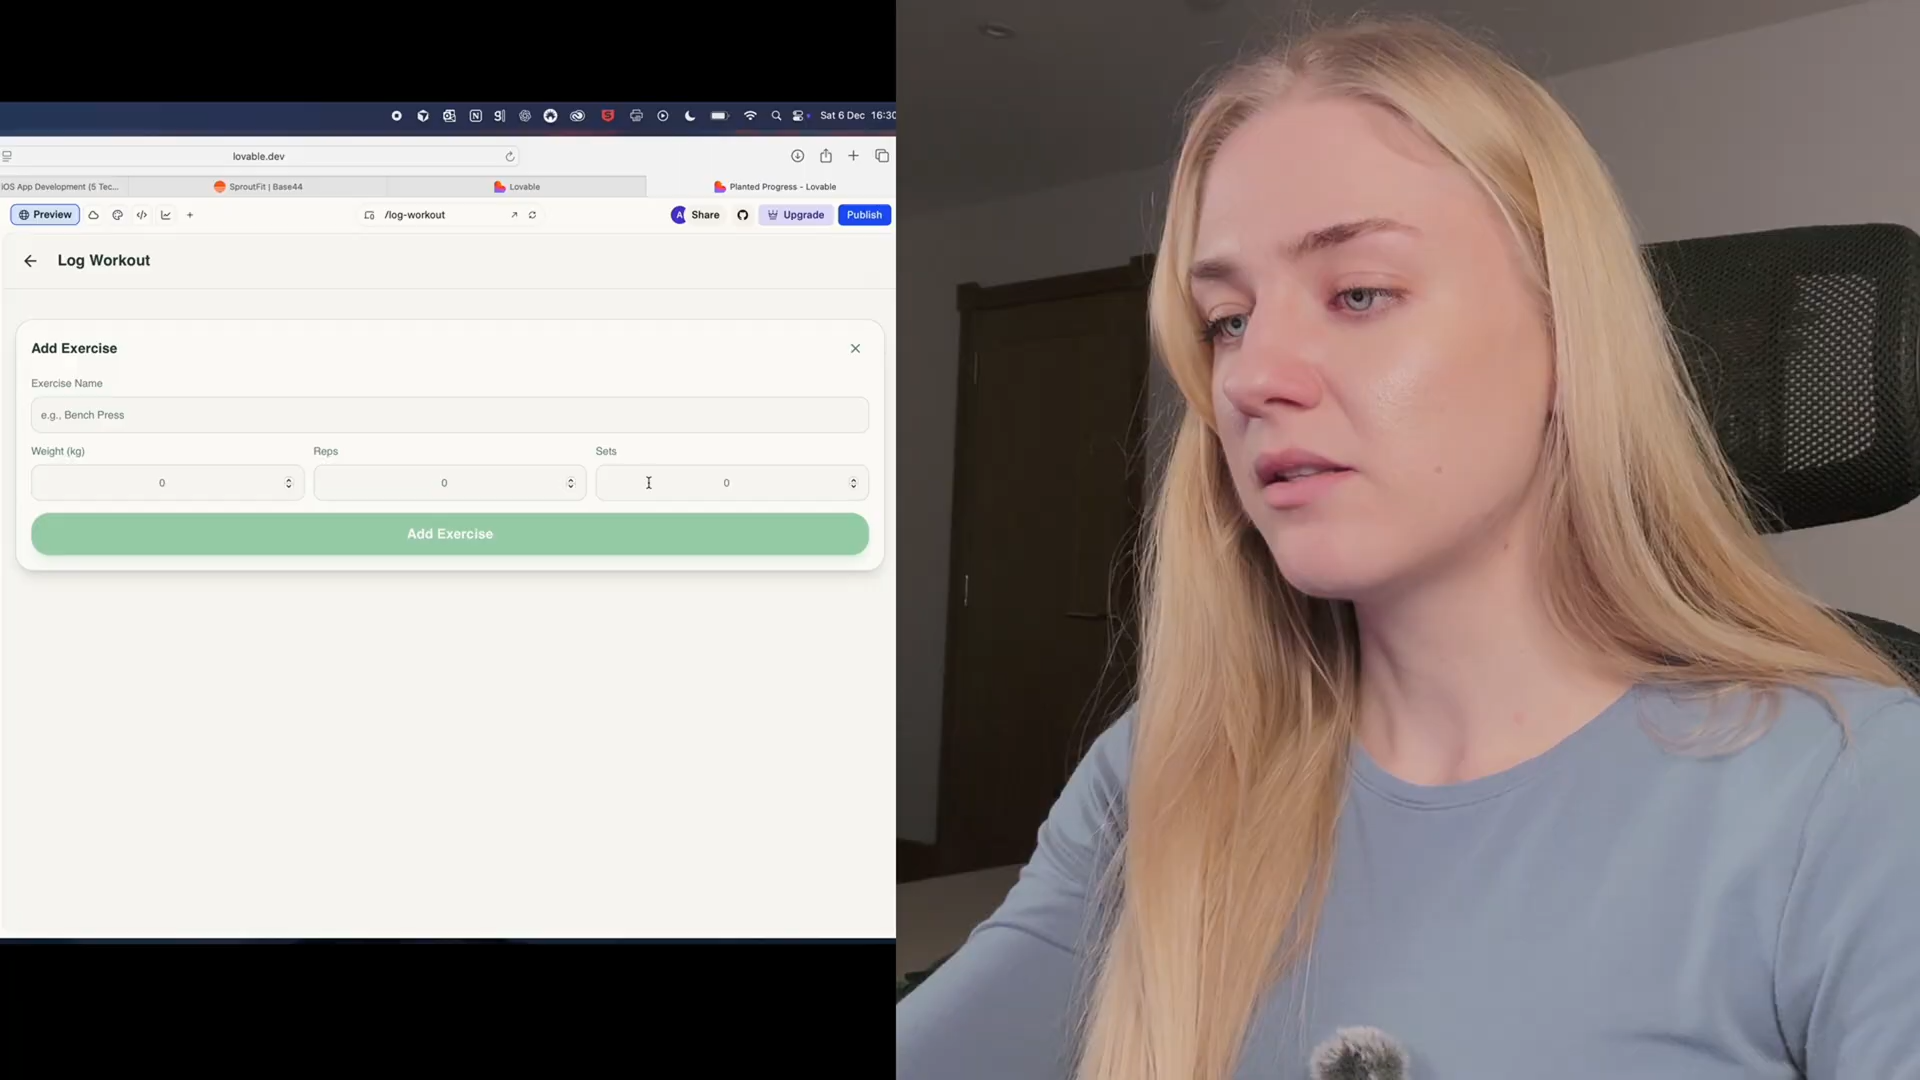 Sat 6 Dec 16:30
lovable.dev
iOS App Development (5 Tec...
SproutFit | Base44
Lovable
Planted Progress - Lovable
Preview
/log-workout
A
Share
Upgrade
Publish
Log Workout
Add Exercise
Exercise Name
e.g., Bench Press
Weight (kg)
Reps
Sets
0
0
0
Add Exercise